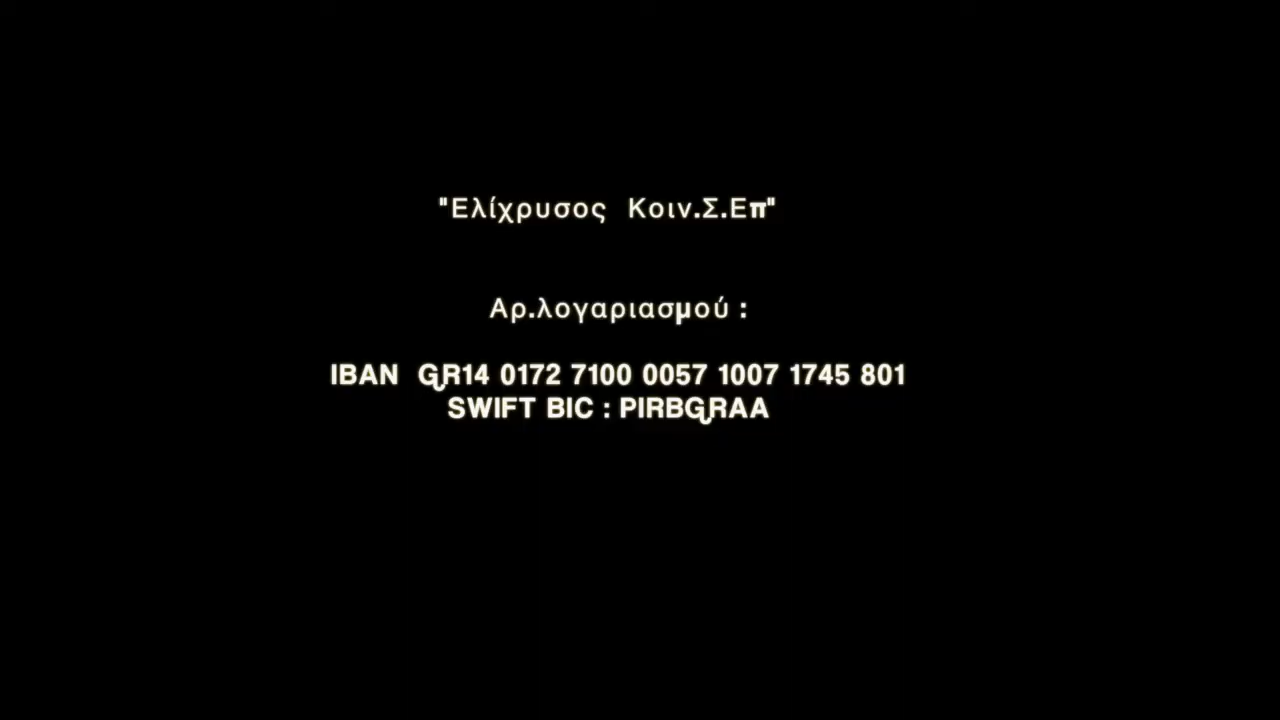 "Ελίχρυσος Κοιν.Σ.Επ"
Αρ.λογαριασμού :
IBAN GR14 0172 7100 0057 1007 1745 801
SWIFT BIC : PIRBGRAA